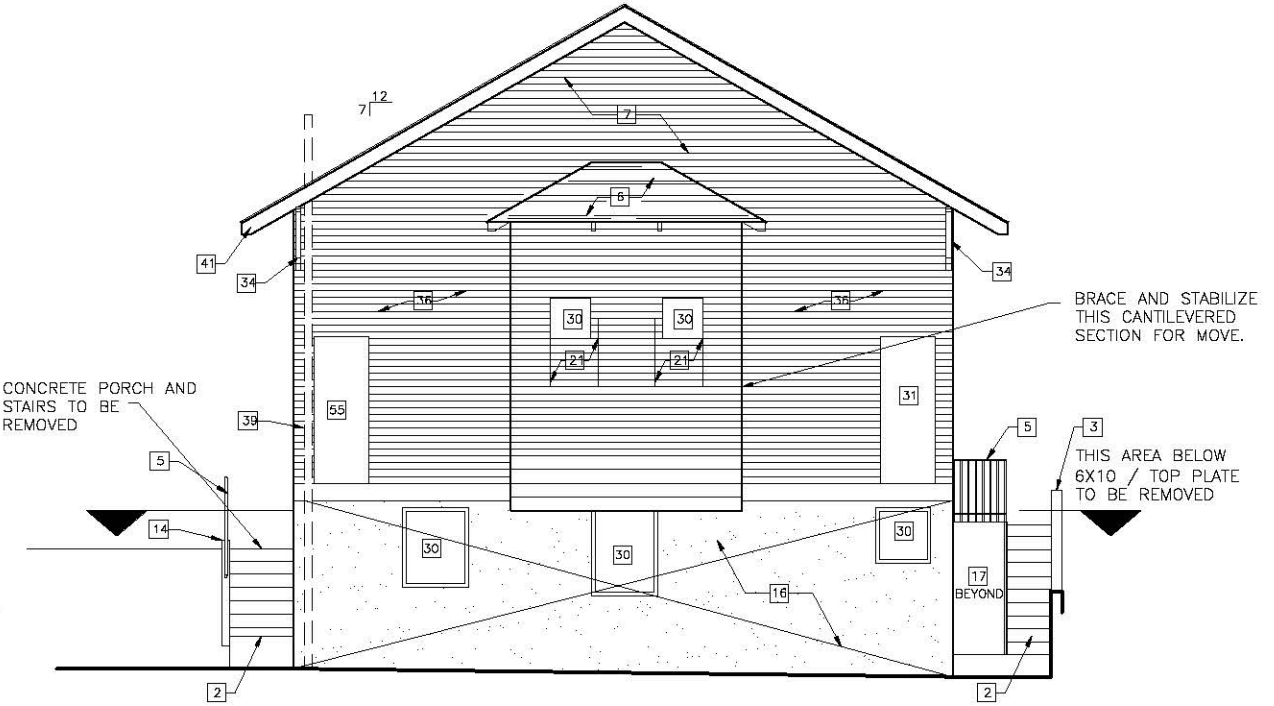 12
7
7
6
41
34
34
36
36
BRACE AND STABILIZE
THIS CANTILEVERED
SECTION FOR MOVE.
30
30
21
21
CONCRETE PORCH AND
STAIRS TO BE
REMOVED
55
31
39
5
3
5
THIS AREA BELOW
6X10 / TOP PLATE
TO BE REMOVED
14
30
30
30
17
BEYOND
16
2
2